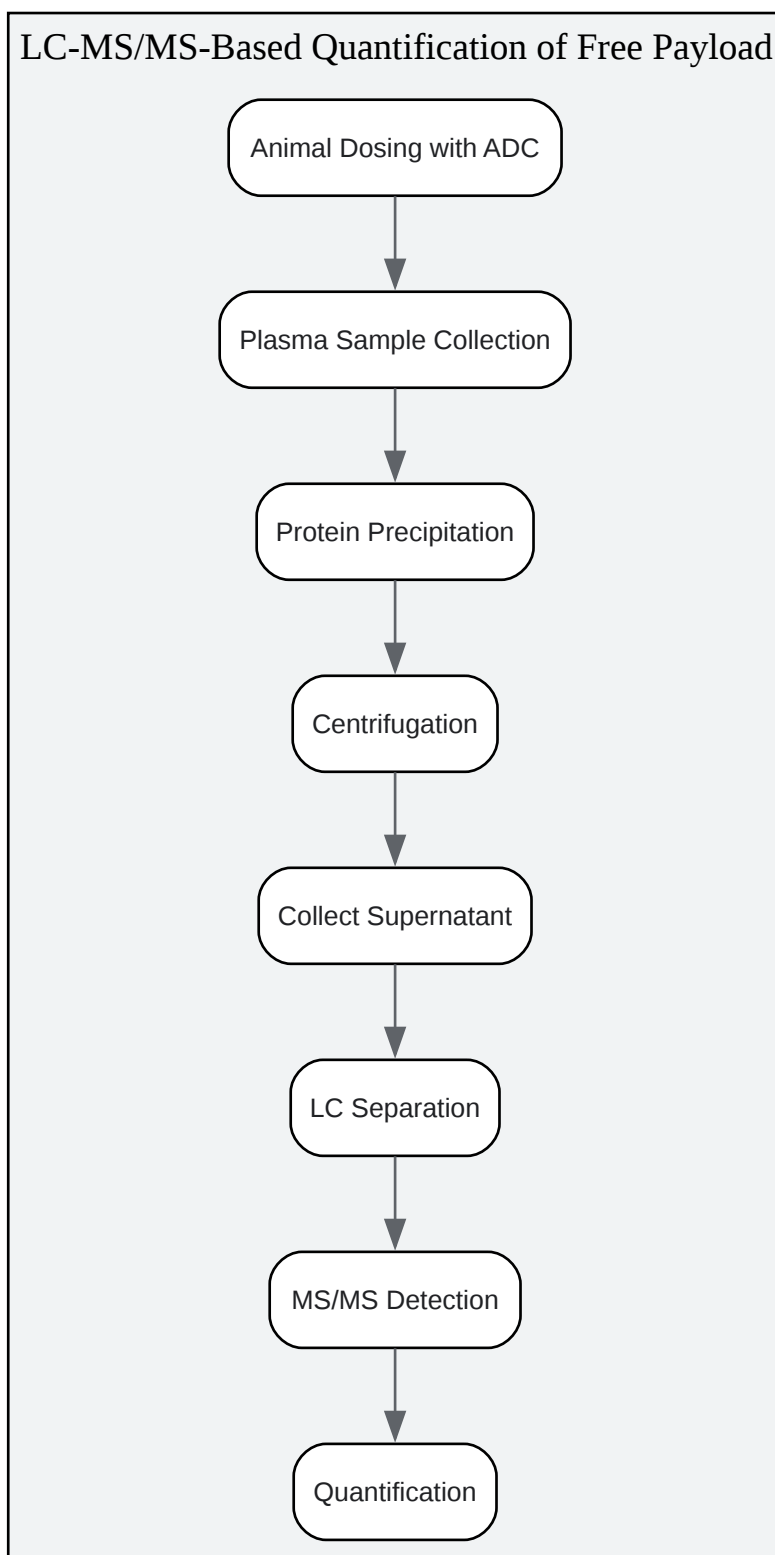 LC-MS/MS-Based Quantification of Free Payload
Animal Dosing with ADC
Plasma Sample Collection
Protein Precipitation
Centrifugation
Collect Supernatant
LC Separation
MS/MS Detection
Quantification